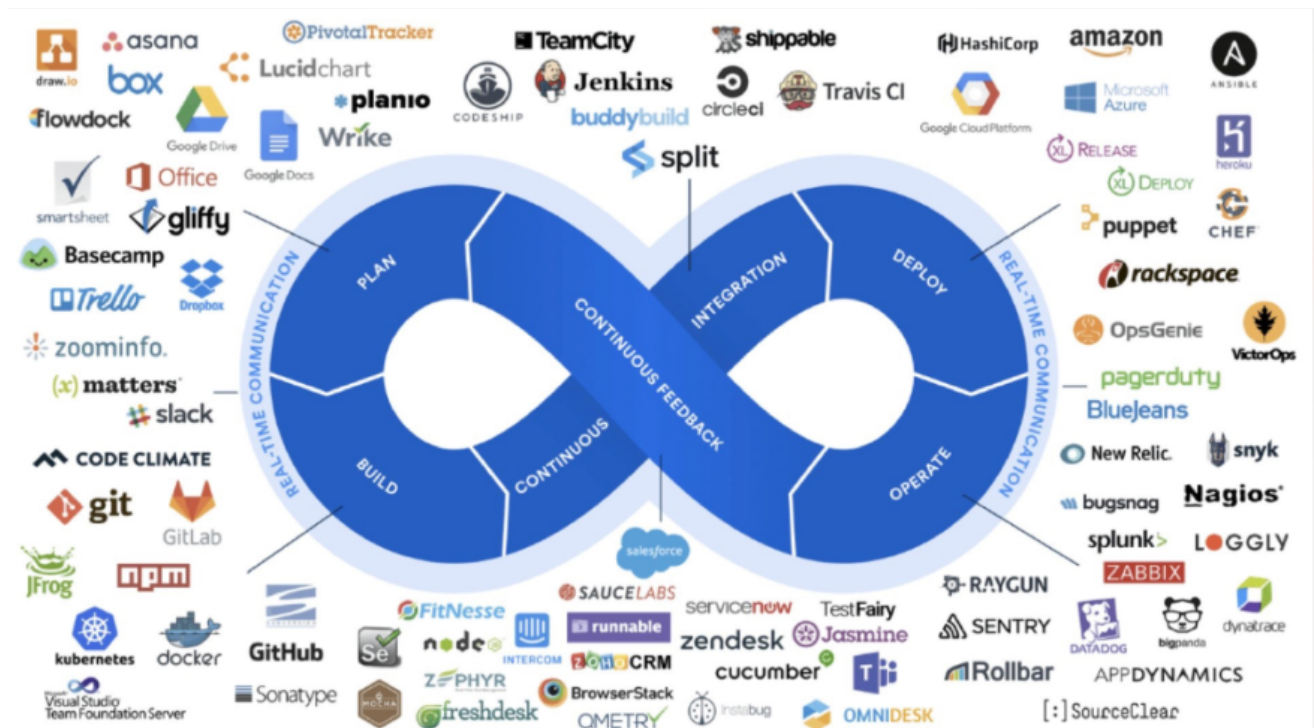 draw.io
asana
PivotalTracker
Lucidchart
box
planio
flowdock
Google Drive
Google Docs
Wrike
TeamCity
shippable
CODESHIP
Jenkins
circleci
Travis CI
buddybuild
split
HashiCorp
amazon
ANSIBLE
Google Cloud Platform
Microsoft
Azure
XL RELEASE
heroku
XL DEPLOY
puppet
CHEF
rackspace
smartsheet
Office
gliffy
Basecamp
Trello
Dropbox
zoominfo.
(x) matters
slack
REAL-TIME COMMUNICATION
PLAN
BUILD
CONTINUOUS
INTEGRATION
CONTINUOUS FEEDBACK
DEPLOY
OPERATE
REAL-TIME COMMUNICATION
OpsGenie
VictorOps
pagerduty
BlueJeans
New Relic.
snyk
bugsnag
Nagios®
splunk>
LOGGLY
ZABBIX
CODE CLIMATE
git
GitLab
JFrog
npm
kubernetes
docker
GitHub
Visual Studio
Team Foundation Server
Sonatype
salesforce
SAUCELABS
FitNesse
node
INTERCOM
runnable
servicenow
TestFairy
Se
zendesk
Jasmine
ZEPHYR
ZOHO CRM
cucumber
T
MOCHA
freshdesk
BrowserStack
QMETRY
Instabug
OMNIDESK
RAYGUN
SENTRY
DATADOG
bigpanda
dynatrace
Rollbar
APPDYNAMICS
[:] SourceClear